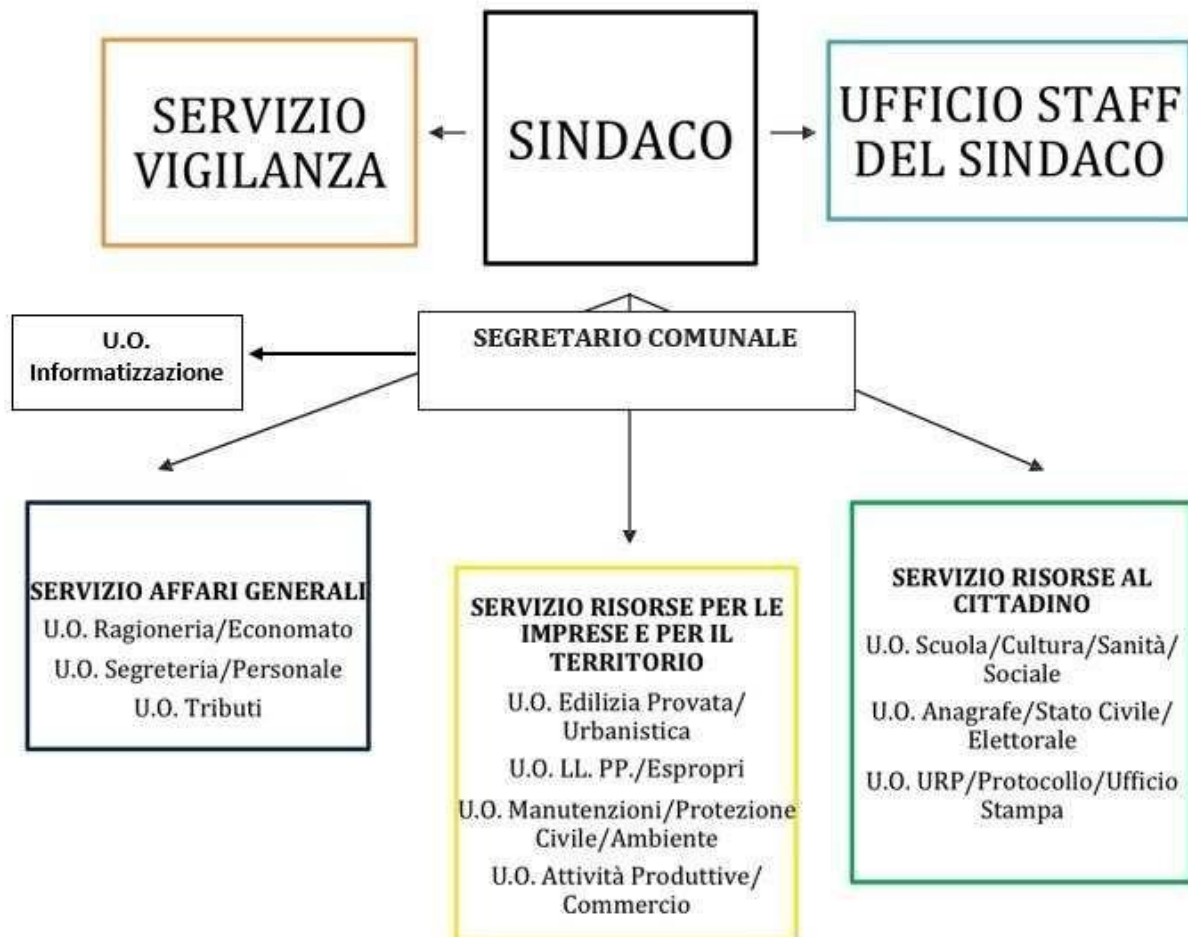 SERVIZIO
VIGILANZA
SINDACO
UFFICIO STAFF
DEL SINDACO
U.O.
Informatizzazione
SEGRETARIO COMUNALE
SERVIZIO AFFARI GENERALI
U.O. Ragioneria/Economato
U.O. Segreteria/Personale
U.O. Tributi
SERVIZIO RISORSE PER LE
IMPRESE E PER IL
TERRITORIO
U.O. Edilizia Provata/
Urbanistica
U.O. LL. PP./Espropri
U.O. Manutenzioni/Protezione
Civile/Ambiente
U.O. Attività Produttive/
Commercio
SERVIZIO RISORSE AL
CITTADINO
U.O. Scuola/Cultura/Sanità/
Sociale
U.O. Anagrafe/Stato Civile/
Elettorale
U.O. URP/Protocollo/Ufficio
Stampa